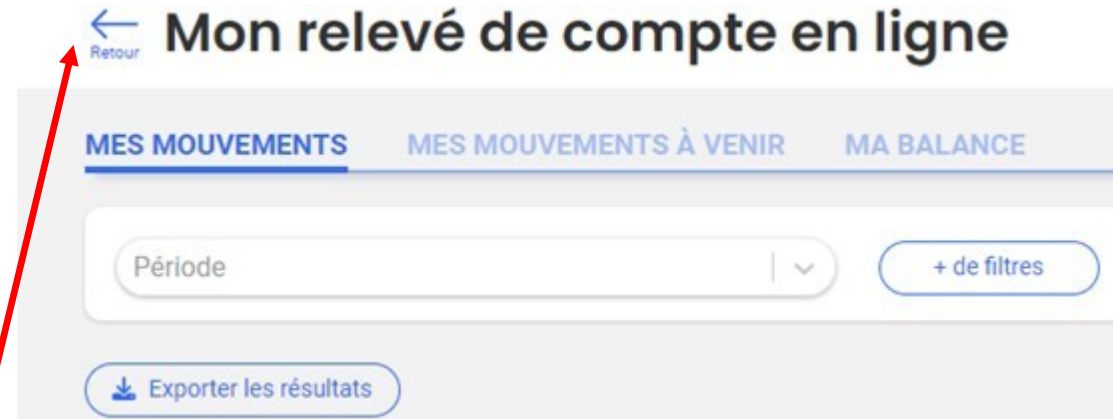 Mon relevé de compte en ligne
Retour
MES MOUVEMENTS MES MOUVEMENTS À VENIR MA BALANCE
Période + de filtres
Exporter les résultats